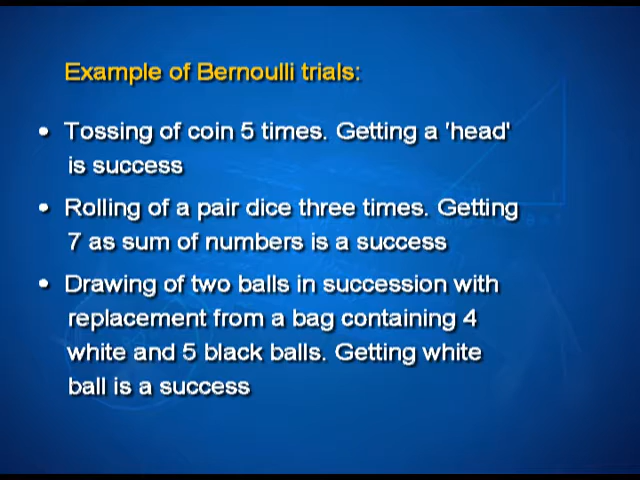 Example of Bernoulli trials:
• Tossing of coin 5 times. Getting a 'head'
is success
• Rolling of a pair dice three times. Getting
7 as sum of numbers is a success
• Drawing of two balls in succession with
replacement from a bag containing 4
white and 5 black balls. Getting white
ball is a success